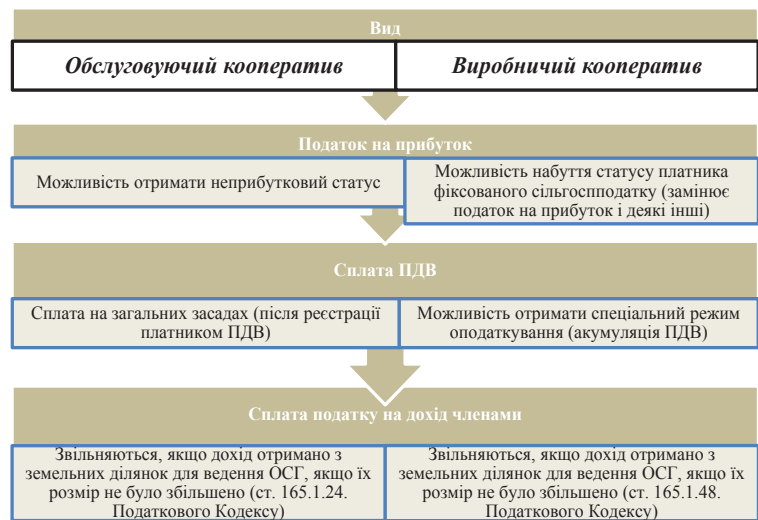 Вид
Обслуговуючий кооператив
Виробничий кооператив
Податок на прибуток
Можливість отримати неприбутковий статус
Можливість набуття статусу платника
фіксованого сільгоспподатку (замінює
податок на прибуток і деякі інші)
Сплата ПДВ
Сплата на загальних засадах (після реєстрації
платником ПДВ)
Можливість отримати спеціальний режим
оподаткування (акумуляція ПДВ)
Сплата податку на дохід членами
Звільняються, якщо дохід отримано з
земельних ділянок для ведення ОСГ, якщо їх
розмір не було збільшено (ст. 165.1.24.
Податкового Кодексу)
Звільняються, якщо дохід отримано з
земельних ділянок для ведення ОСГ, якщо їх
розмір не було збільшено (ст. 165.1.48.
Податкового Кодексу)